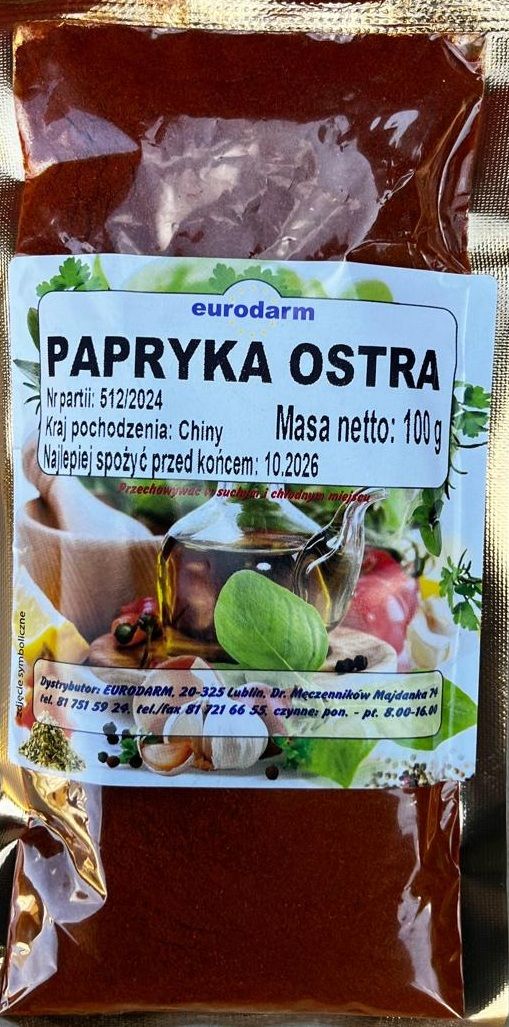 eurodarm
PAPRYKA OSTRA
Nr partii: 512/2024
Kraj pochodzenia: Chiny
Masa netto: 100 g
Najlepiej spożyć przed końcem: 10.2026
Przechowywać w suchym i chłodnym miejscu
zdjęcie symboliczne
Dystrybutor: EURODARM, 20-325 Lublin, Dr. Męczenników Majdanka 74
tel. 81 751 59 24, tel./fax 81 721 66 55, czynne: pon. - pt. 8.00-16.00